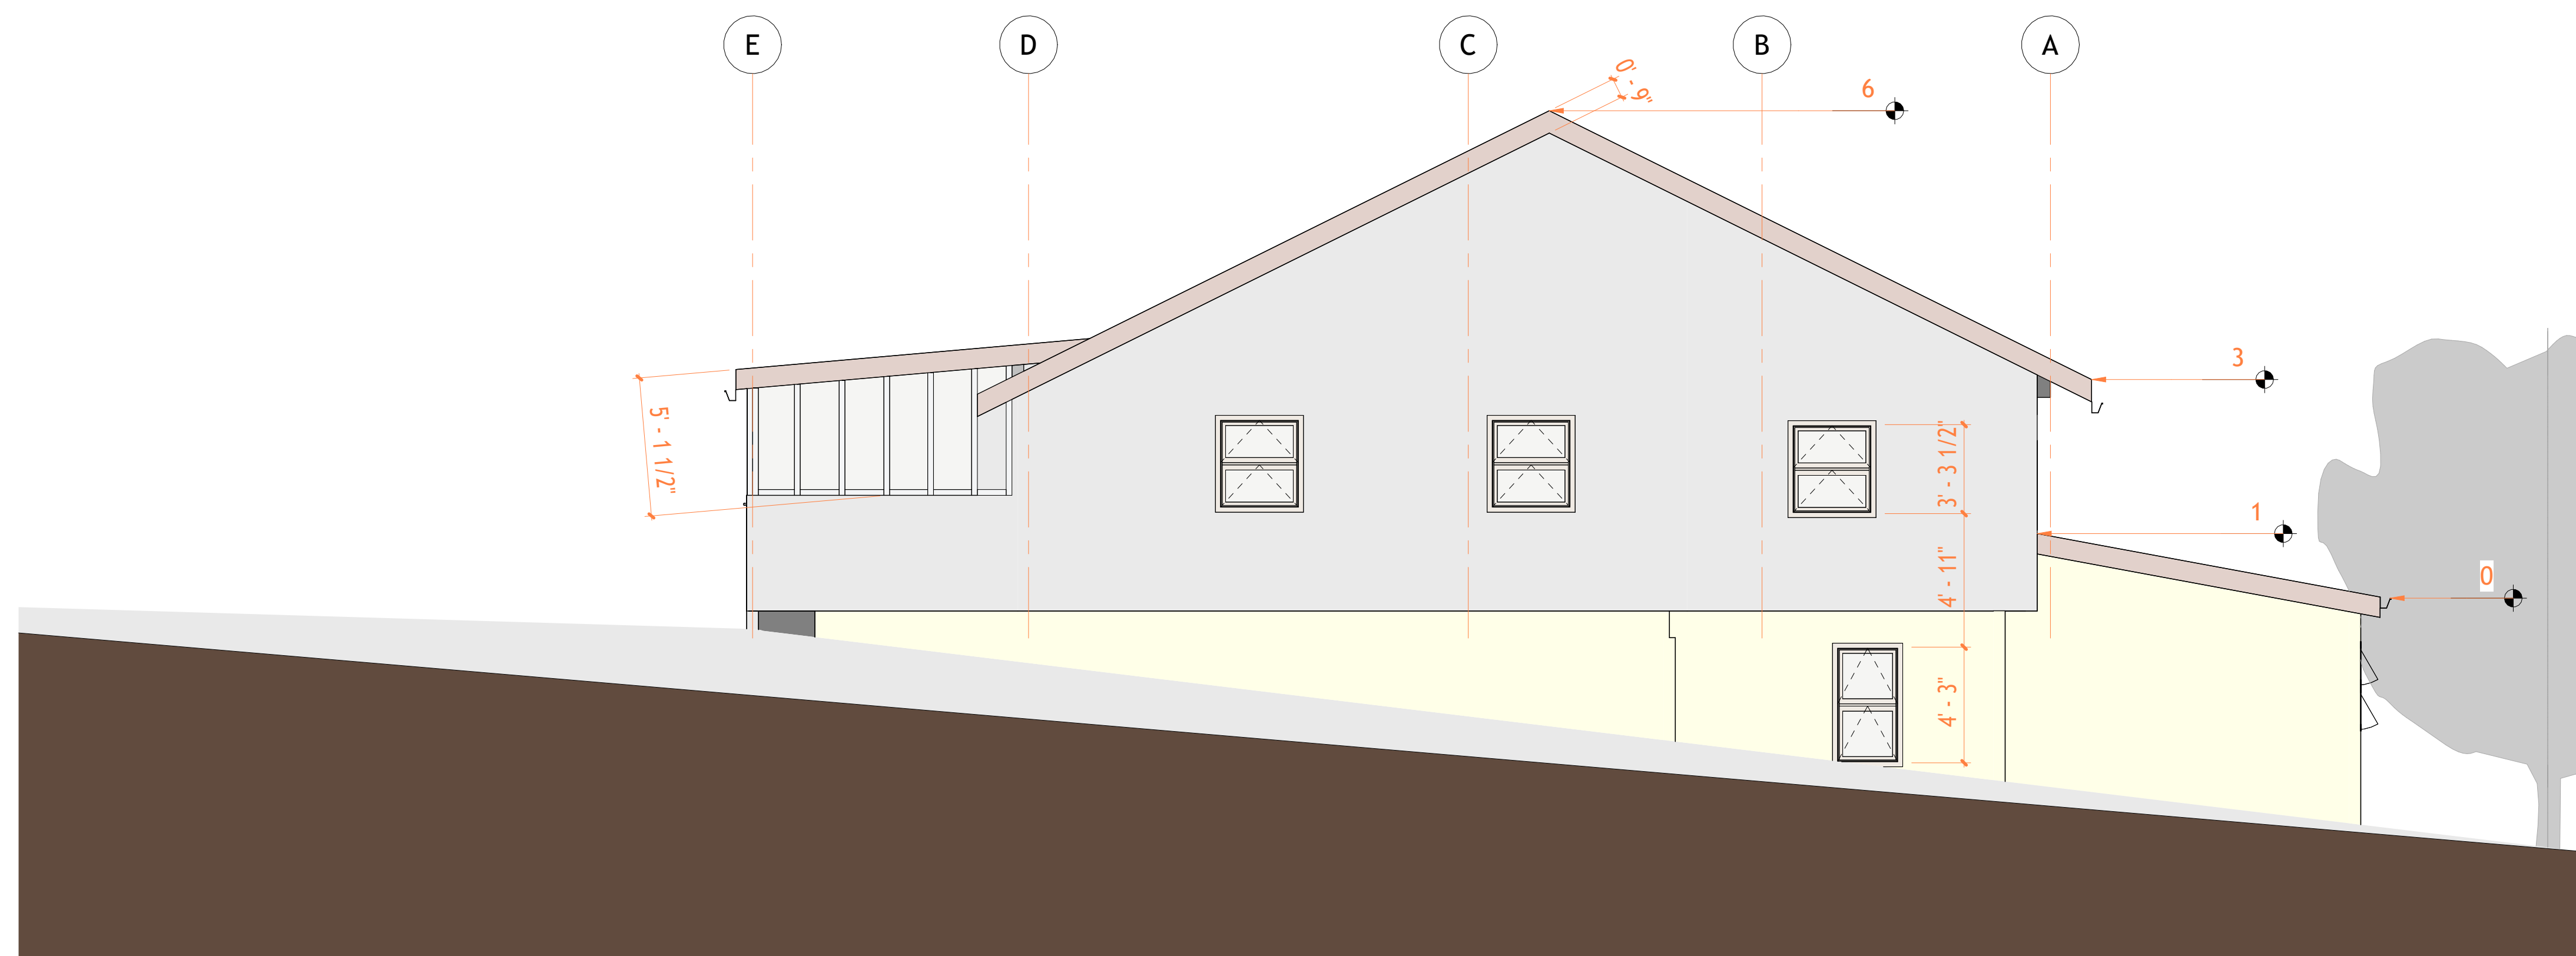 E
D
C
B
A
0' - 9"
6
3
5' - 1 1/2"
3' - 3 1/2"
1
4' - 11"
0
4' - 3"